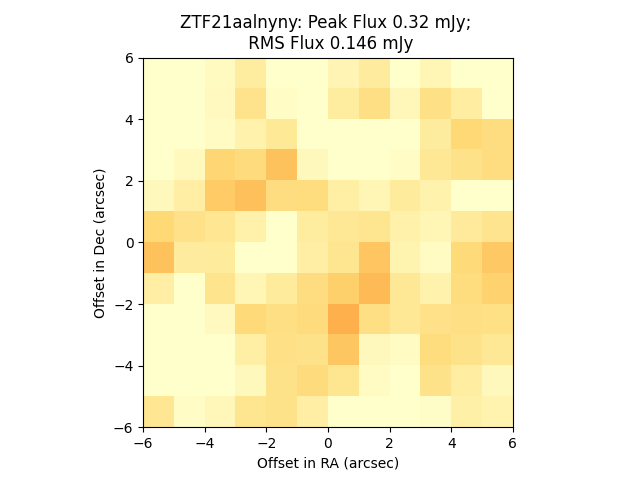 ZTF21aalnyny: Peak Flux 0.32 mJy;
RMS Flux 0.146 mJy
6
4
2
0
−2
−4
−6
Offset in Dec (arcsec)
−6 −4 −2 0 2 4 6
Offset in RA (arcsec)